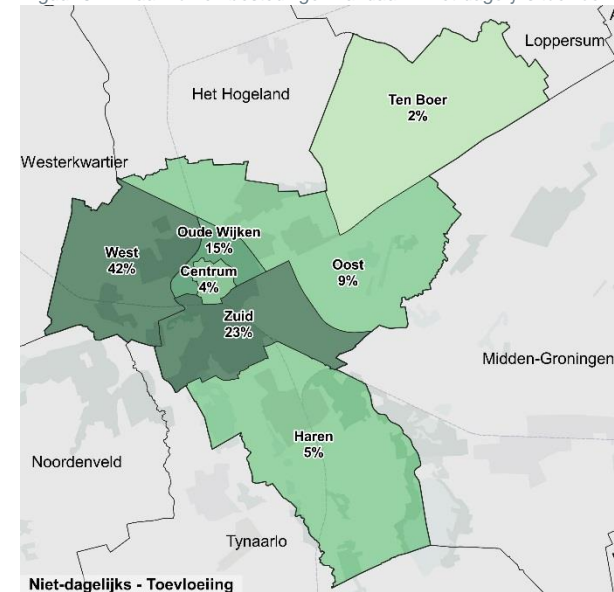 Loppersum
Het Hogeland
Ten Boer
2%
Westerkwartier
Oude Wijken
15%
West
42%
Centrum
4%
Oost
9%
Zuid
23%
Midden-Groningen
Haren
5%
Noordenveld
Tynaarlo
Niet-dagelijks - Toevloeiing